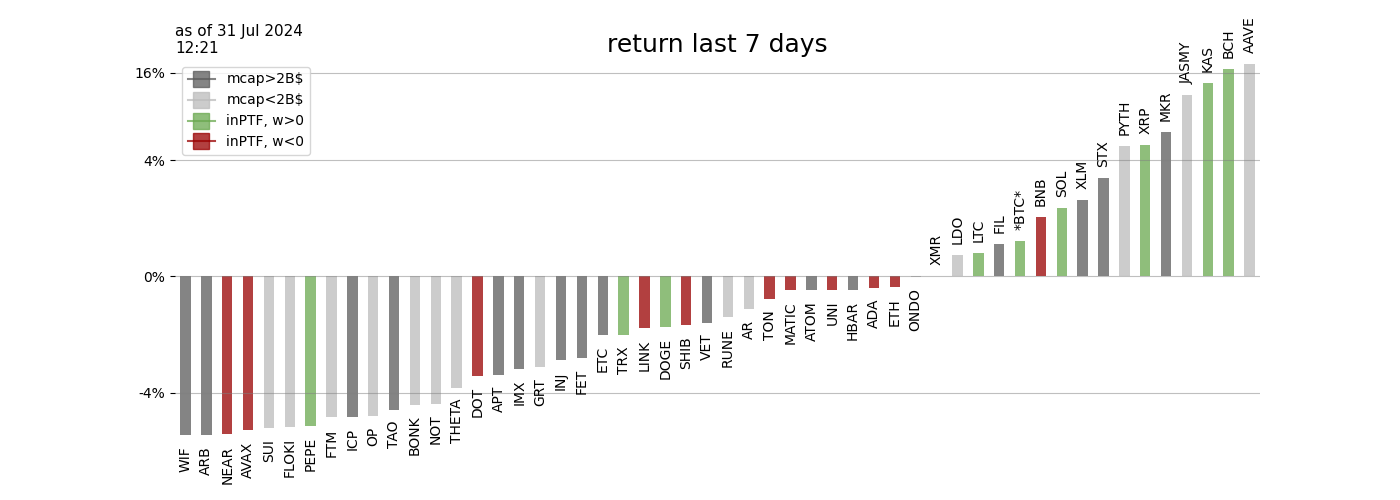 as of 31 Jul 2024
12:21
return last 7 days
16%
4%
0%
-4%
mcap>2B$
mcap<2B$
inPTF, w>0
inPTF, w<0
WIF
ARB
NEAR
AVAX
SUI
FLOKI
PEPE
FTM
ICP
OP
TAO
BONK
NOT
THETA
DOT
APT
IMX
GRT
INJ
FET
ETC
TRX
LINK
DOGE
SHIB
VET
RUNE
AR
TON
MATIC
ATOM
UNI
HBAR
ADA
ETH
ONDO
XMR
LDO
LTC
FIL
*BTC*
BNB
SOL
XLM
STX
PYTH
XRP
MKR
JASMY
KAS
BCH
AAVE